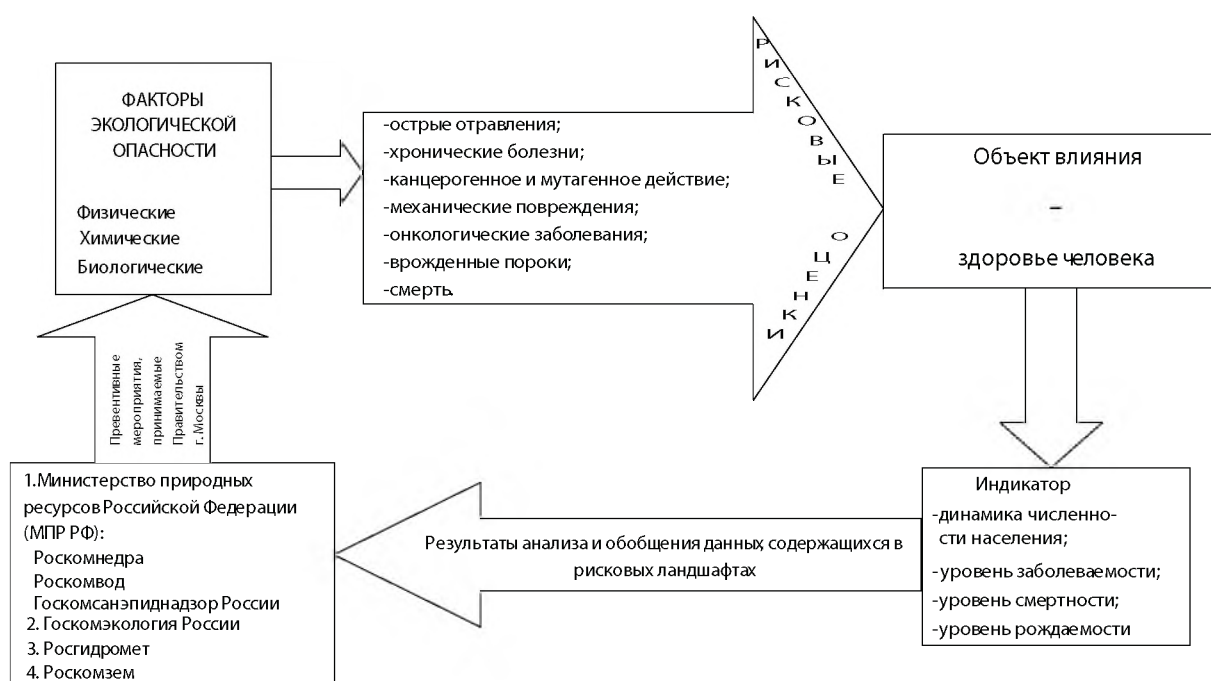 ФАКТОРЫ
ЭКОЛОГИЧЕСКОЙ
ОПАСНОСТИ
Физические
Химические
Биологические
-острые отравления;
-хронические болезни;
-канцерогенное и мутагенное действие;
-механические повреждения;
-онкологические заболевания;
-врожденные пороки;
-смерть.
РИСКОВЫЕ ОЦЕНКИ
Объект влияния
–
здоровье человека
Индикатор
-динамика численно-
сти населения;
-уровень заболеваемости;
-уровень смертности;
-уровень рождаемости
Результаты анализа и обобщения данных, содержащихся в
рисковых ландшафтах
1.Министерство природных
ресурсов Российской Федерации
(МПР РФ):
Роскомнедра
Роскомвод
Госкомсанэпиднадзор России
2. Госкомэкология России
3. Росгидромет
4. Роскомзем
Превентивные
мероприятия,
принимаемые
Правительством
г. Москвы